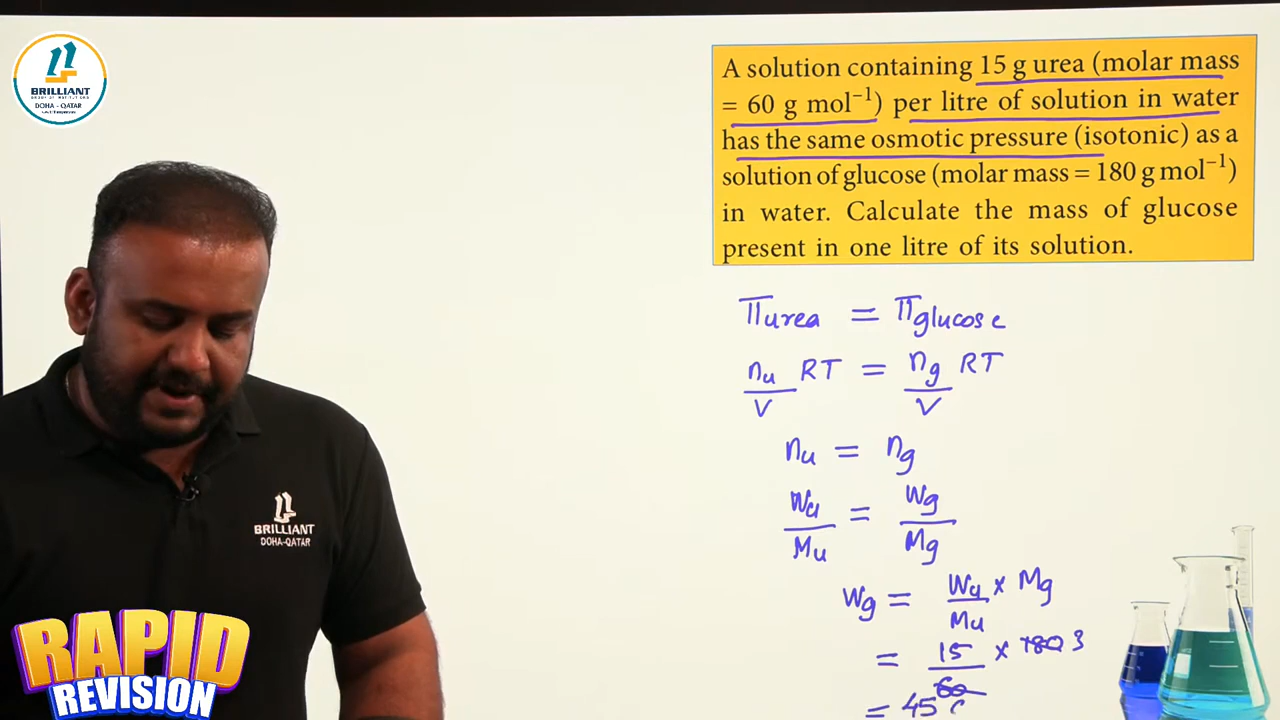 BRILLIANT
DOHA - QATAR
A solution containing 15 g urea (molar mass
= 60 g mol⁻¹) per litre of solution in water
has the same osmotic pressure (isotonic) as a
solution of glucose (molar mass = 180 g mol⁻¹)
in water. Calculate the mass of glucose
present in one litre of its solution.
πurea = πglucose
nu/V RT = ng/V RT
nu = ng
Wu/Mu = Wg/Mg
Wg = Wu/Mu × Mg
= 15/60 × 180 3
= 45
BRILLIANT
DOHA-QATAR
RAPID
REVISION